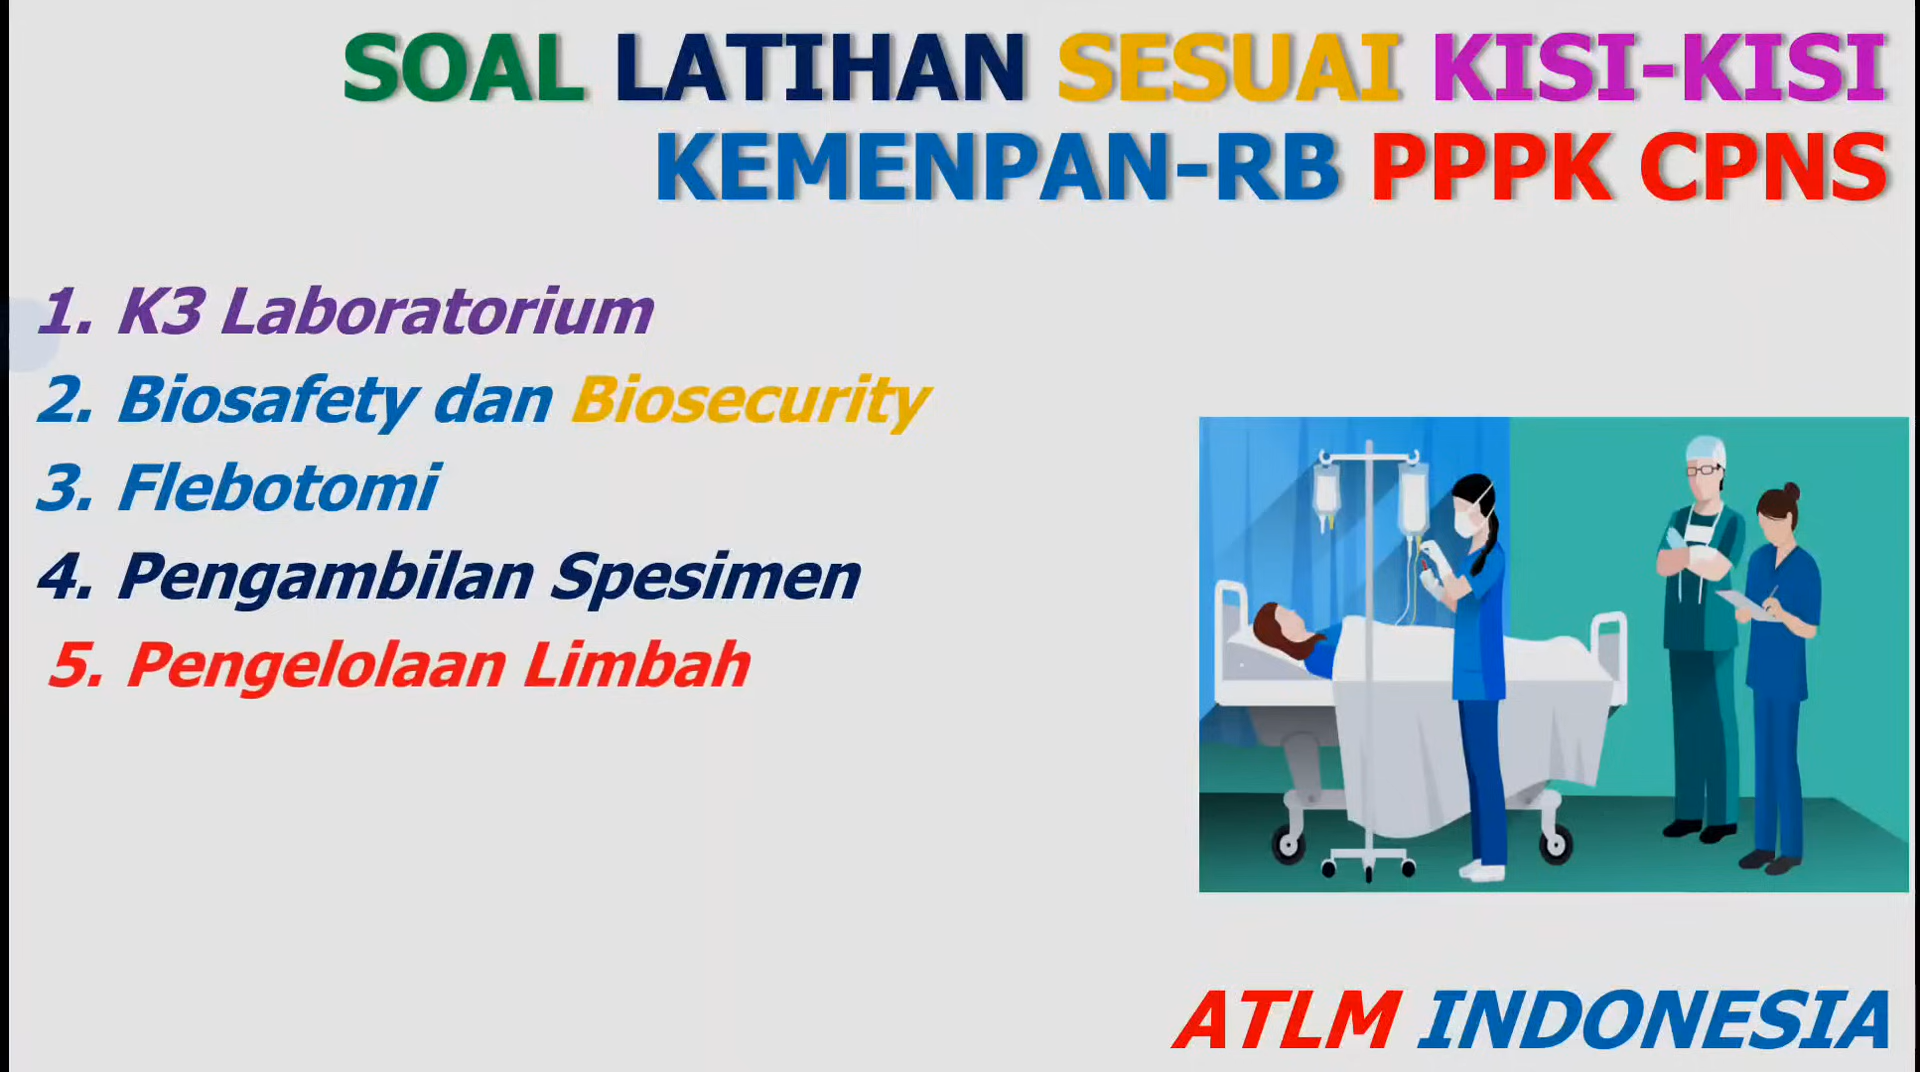 SOAL LATIHAN SESUAI KISI-KISI
KEMENPAN-RB PPPK CPNS
1. K3 Laboratorium
2. Biosafety dan Biosecurity
3. Flebotomi
4. Pengambilan Spesimen
5. Pengelolaan Limbah
ATLM INDONESIA